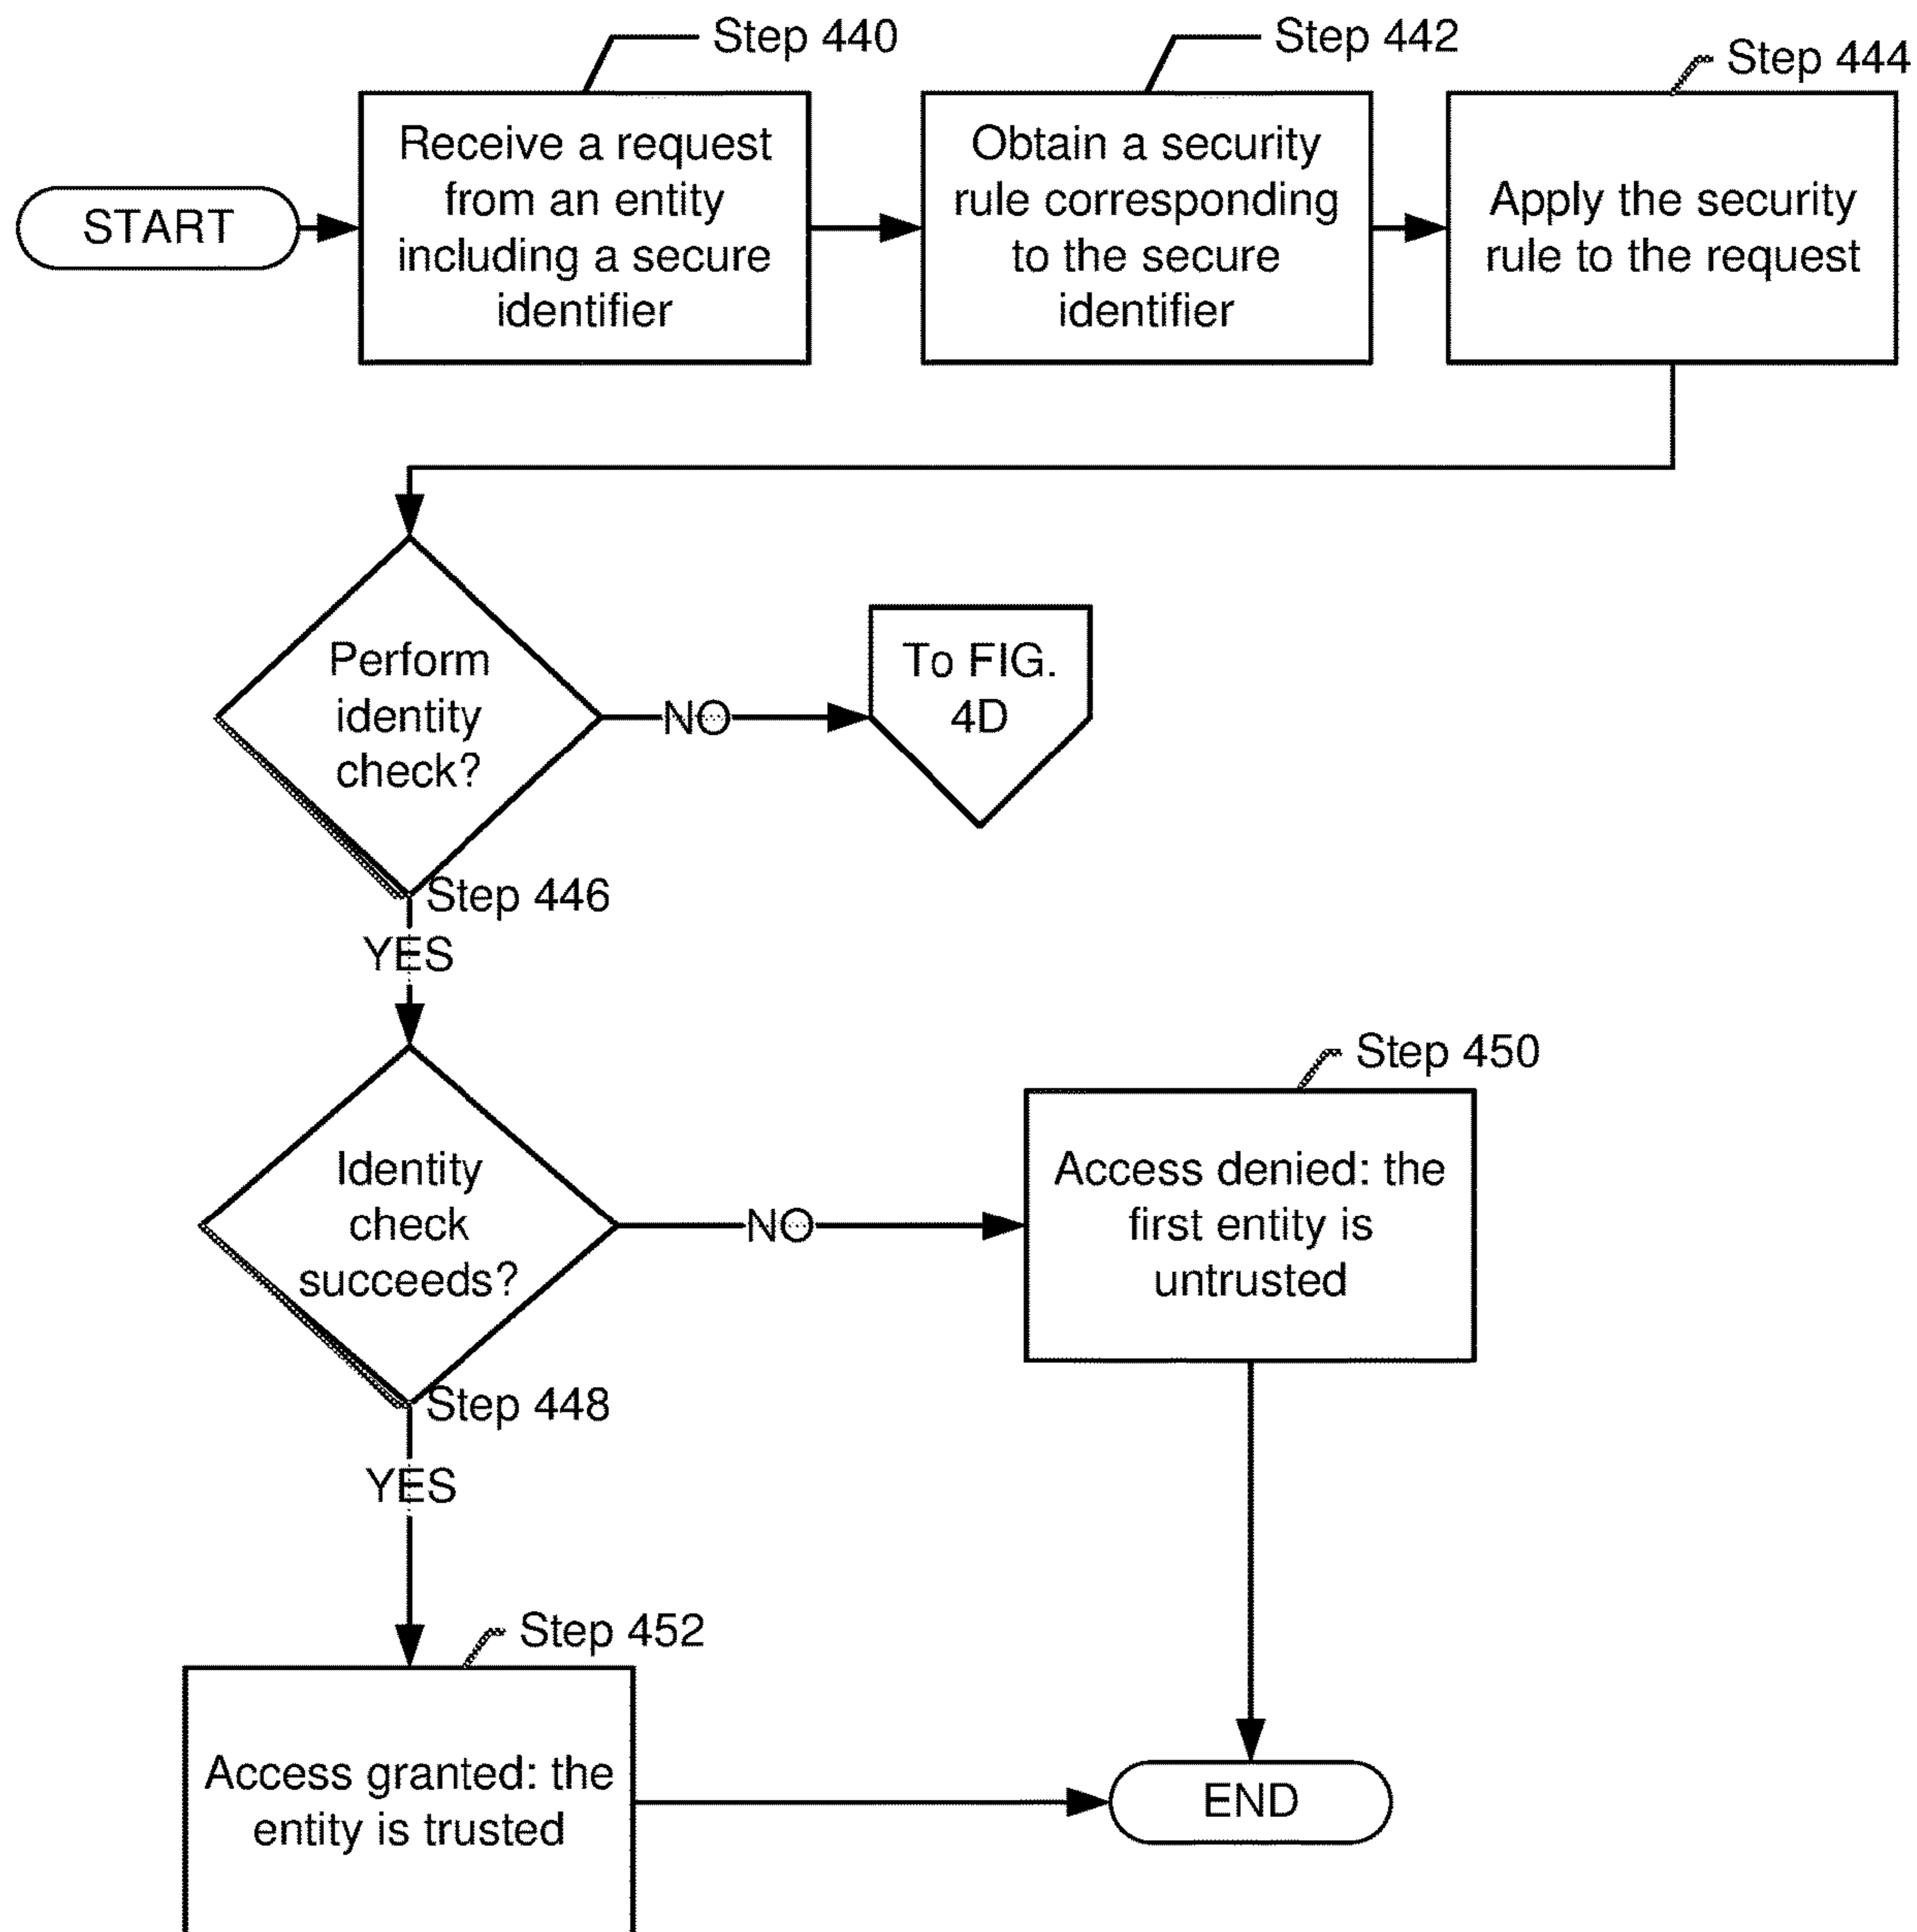 Step 440
Step 442
Step 444
START
Receive a request
from an entity
including a secure
identifier
Obtain a security
rule corresponding
to the secure
identifier
Apply the security
rule to the request
Perform
identity
check?
NO
To FIG.
4D
Step 446
YES
Identity
check
succeeds?
Step 448
NO
Step 450
Access denied: the
first entity is
untrusted
YES
Step 452
Access granted: the
entity is trusted
END